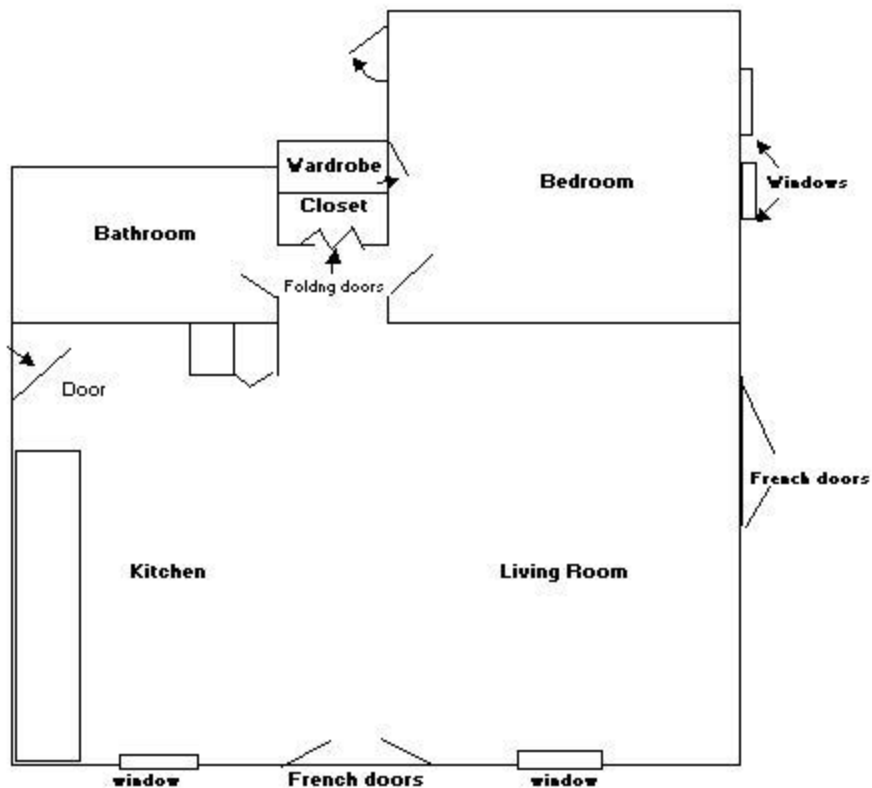 Wardrobe
Bedroom
Windows
Closet
Bathroom
Foldng doors
Door
French doors
Kitchen
Living Room
window
French doors
window